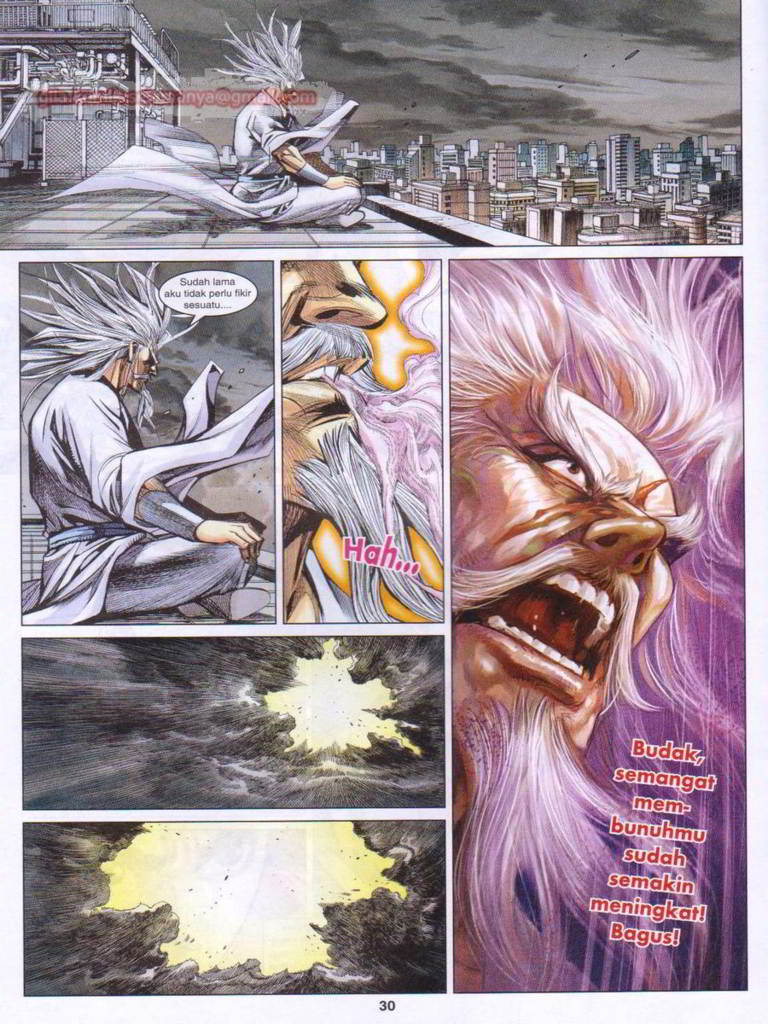 Sudah lama
aku tidak perlu fikir
sesuatu....
Hah...
Budak,
semangat
mem-
bunuhmu
sudah
semakin
meningkat!
Bagus!
30